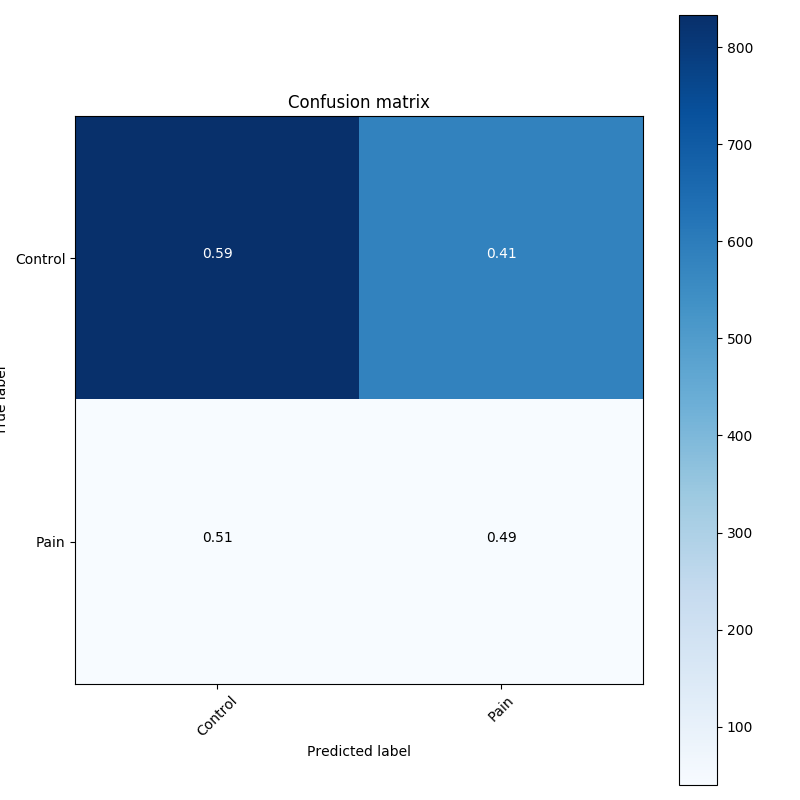 Confusion matrix
800
700
600
500
400
300
200
100
Control
0.59
0.41
Pain
0.51
0.49
Control
Pain
Predicted label